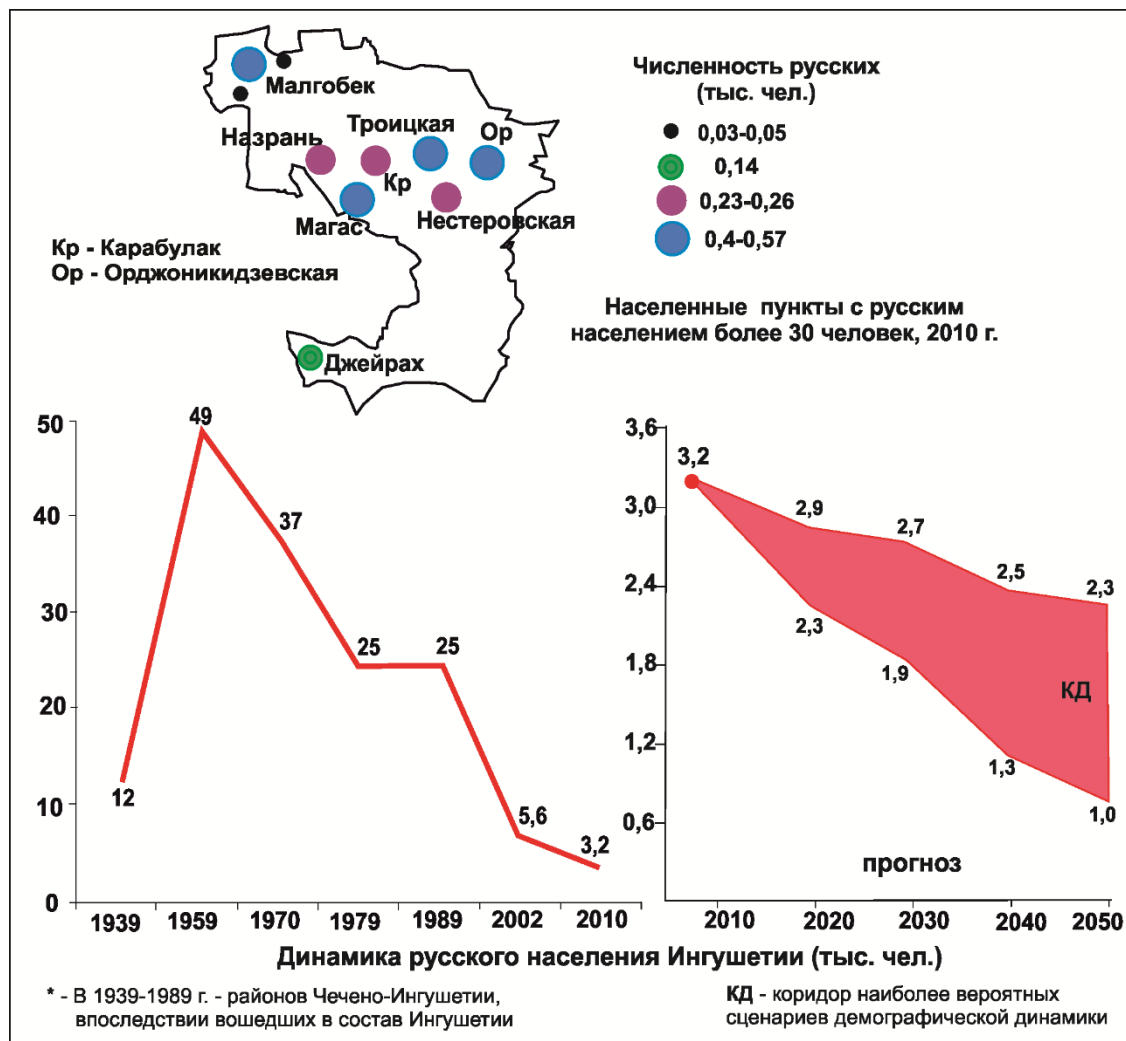 Малгобек
Назрань
Троицкая
Ор
Кр
Магас
Нестеровская
Кр - Карабулак
Ор - Орджоникидзевская
Джейрах
Численность русских
(тыс. чел.)
0,03-0,05
0,14
0,23-0,26
0,4-0,57
Населенные пункты с русским
населением более 30 человек, 2010 г.
50
40
30
20
10
0
49
37
25
25
12
5,6
3,2
1939
1959
1970
1979
1989
2002
2010
3,6
3,0
2,4
1,8
1,2
0,6
3,2
2,9
2,7
2,5
2,3
2,3
1,9
1,3
1,0
КД
прогноз
2010
2020
2030
2040
2050
Динамика русского населения Ингушетии (тыс. чел.)
* - В 1939-1989 г. - районов Чечено-Ингушетии,
впоследствии вошедших в состав Ингушетии
КД - коридор наиболее вероятных
сценариев демографической динамики